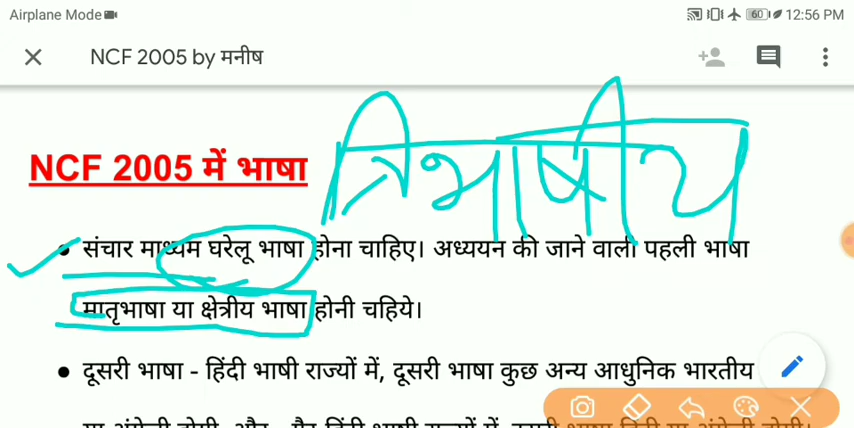 Airplane Mode 60 12:56 PM
NCF 2005 by मनीष
त्रिभाषीय
NCF 2005 में भाषा
संचार माध्यम घरेलू भाषा होना चाहिए। अध्ययन की जाने वाली पहली भाषा
मातृभाषा या क्षेत्रीय भाषा होनी चहिये।
दूसरी भाषा - हिंदी भाषी राज्यों में, दूसरी भाषा कुछ अन्य आधुनिक भारतीय